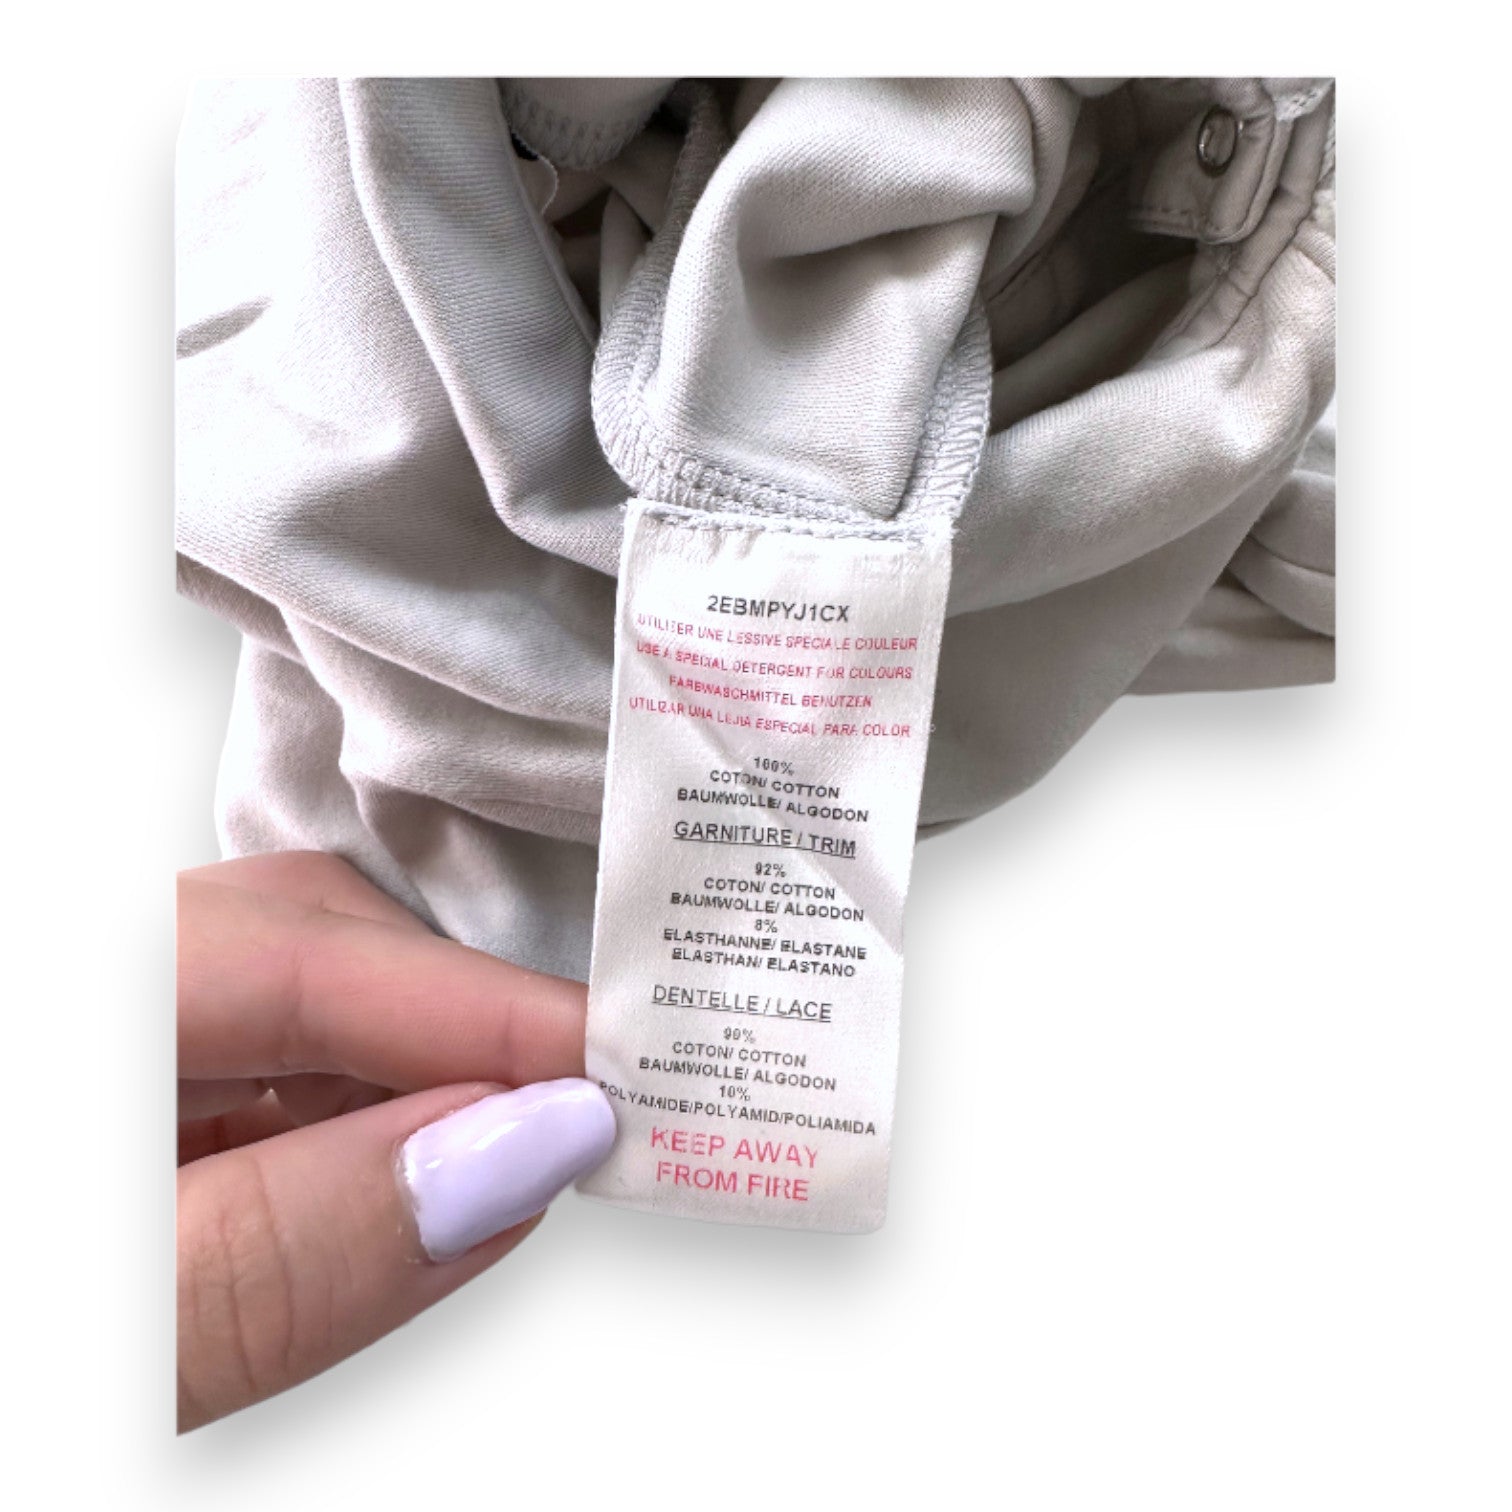 2EBMPYJ1CX
UTILISER UNE LESSIVE SPECIALE COULEUR
USE A SPECIAL DETERGENT FOR COLOURS
FARBWASCHMITTEL BENUTZEN
UTILIZAR UNA LEJIA ESPECIAL PARA COLOR
100%
COTON/ COTTON
BAUMWOLLE/ ALGODON
GARNITURE / TRIM
92%
COTON/ COTTON
BAUMWOLLE/ ALGODON
8%
ELASTHANNE/ ELASTANE
ELASTHAN/ ELASTANO
DENTELLE / LACE
90%
COTON/ COTTON
BAUMWOLLE/ ALGODON
10%
POLYAMIDE/POLYAMID/POLIAMIDA
KEEP AWAY
FROM FIRE